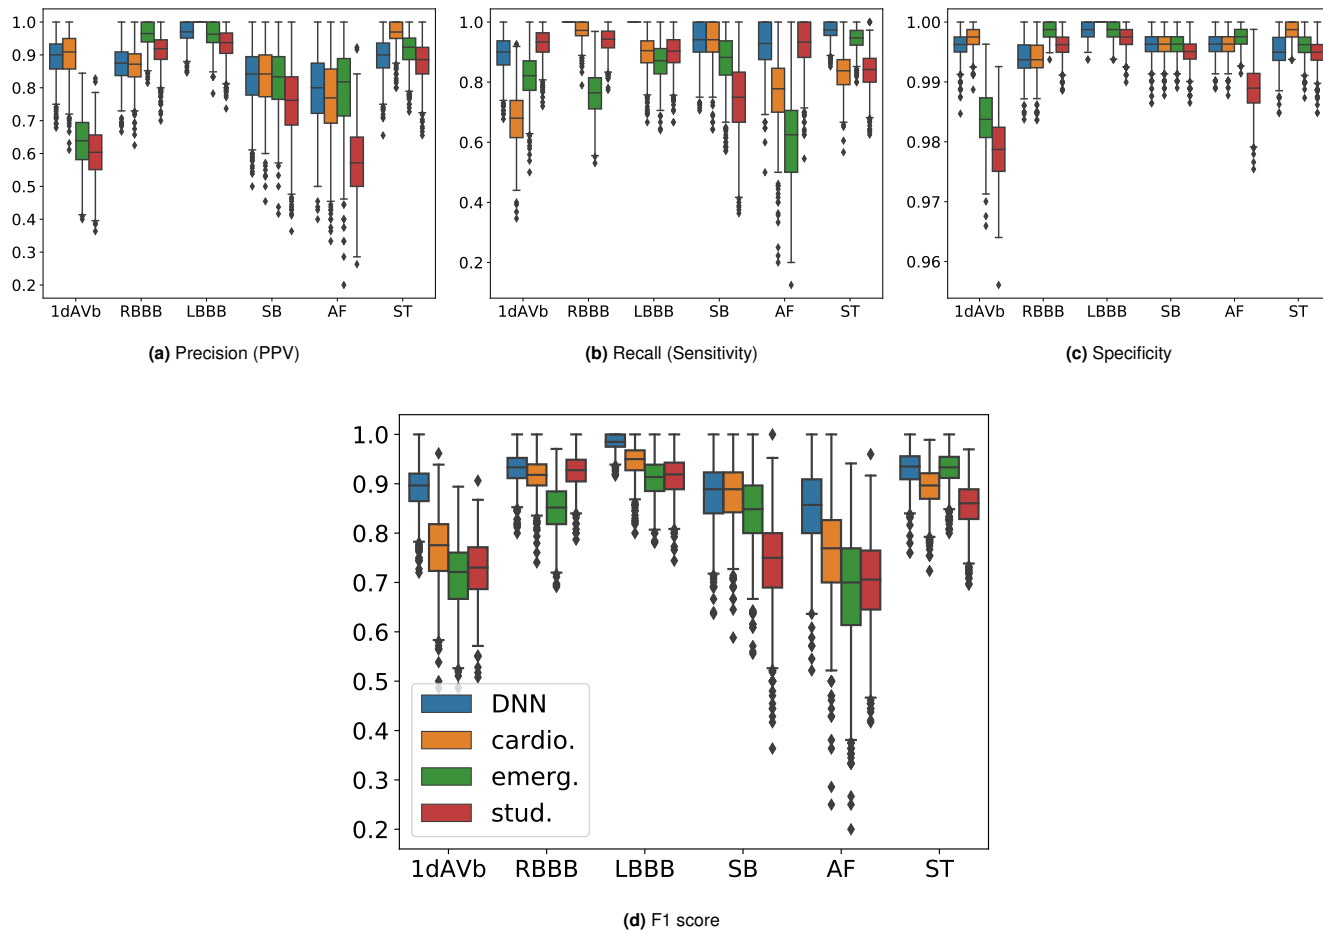 1.0
0.9
0.8
0.7
0.6
0.5
0.4
0.3
0.2
1dAVb RBBB LBBB SB AF ST
(a) Precision (PPV)
1.0
0.8
0.6
0.4
0.2
1dAVb RBBB LBBB SB AF ST
(b) Recall (Sensitivity)
1.00
0.99
0.98
0.97
0.96
1dAVb RBBB LBBB SB AF ST
(c) Specificity
1.0
0.9
0.8
0.7
0.6
0.5
0.4
0.3
0.2
DNN
cardio.
emerg.
stud.
1dAVb RBBB LBBB SB AF ST
(d) F1 score